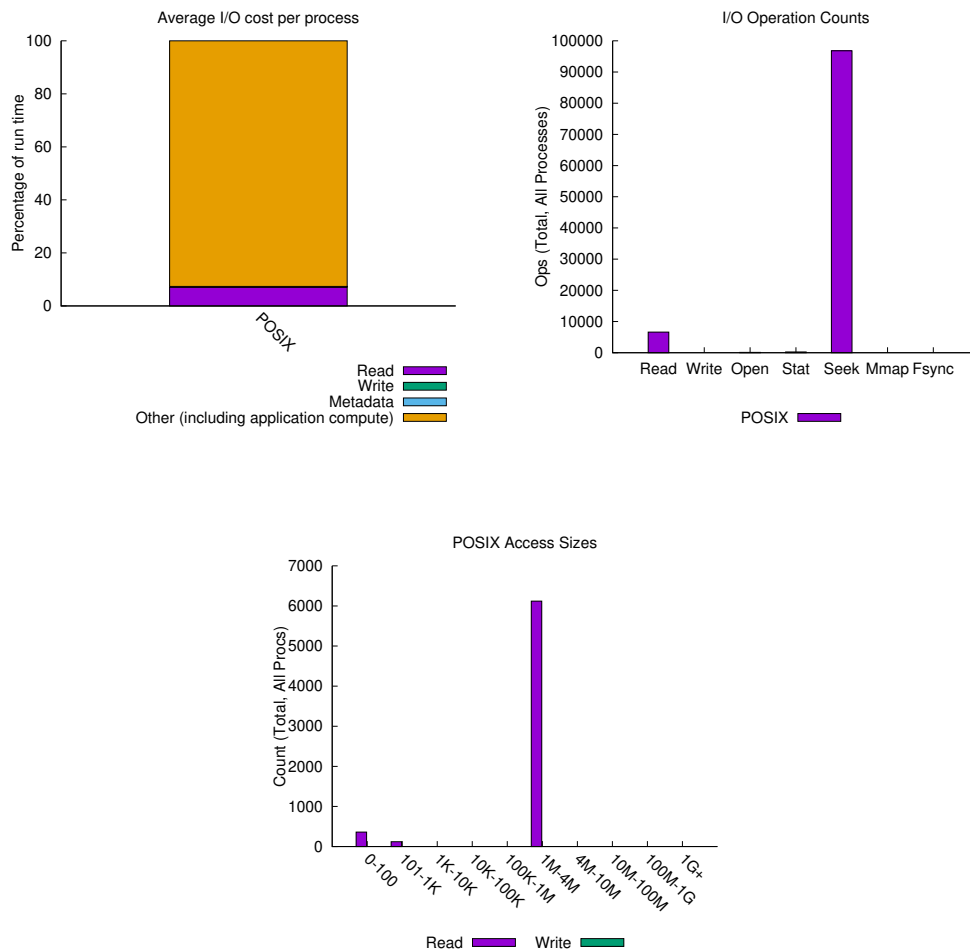 Average I/O cost per process
100
80
60
40
20
0
Percentage of run time
POSIX
Read
Write
Metadata
Other (including application compute)
I/O Operation Counts
100000
90000
80000
70000
60000
50000
40000
30000
20000
10000
0
Ops (Total, All Processes)
Read Write Open Stat Seek Mmap Fsync
POSIX
POSIX Access Sizes
7000
6000
5000
4000
3000
2000
1000
0
Count (Total, All Procs)
0-100
101-1K
1K-10K
10K-100K
100K-1M
1M-4M
4M-10M
10M-100M
100M-1G
1G+
Read Write